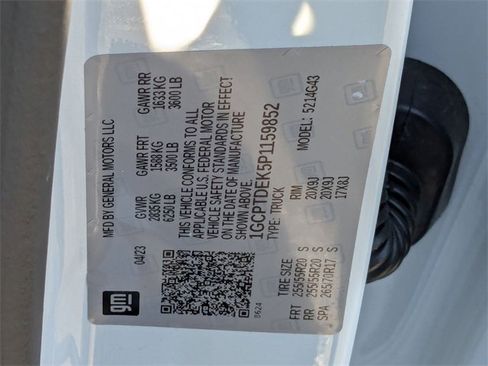 MFD BY GENERAL MOTORS LLC
04/23
GVWR GAWR FRT GAWR RR
2835 KG 1588 KG 1633 KG
6250 LB 3500 LB 3600 LB
THIS VEHICLE CONFORMS TO ALL
APPLICABLE U.S. FEDERAL MOTOR
VEHICLE SAFETY STANDARDS IN EFFECT
ON THE DATE OF MANUFACTURE
SHOWN ABOVE.
1GCPTDEK5P1159852
TYPE: TRUCK MODEL: 5214G43
TIRE SIZE RIM
FRT 255/55R20 S 20X9J
RR 255/55R20 S 20X9J
SPA 265/70R17 S 17X8J
gm
8624